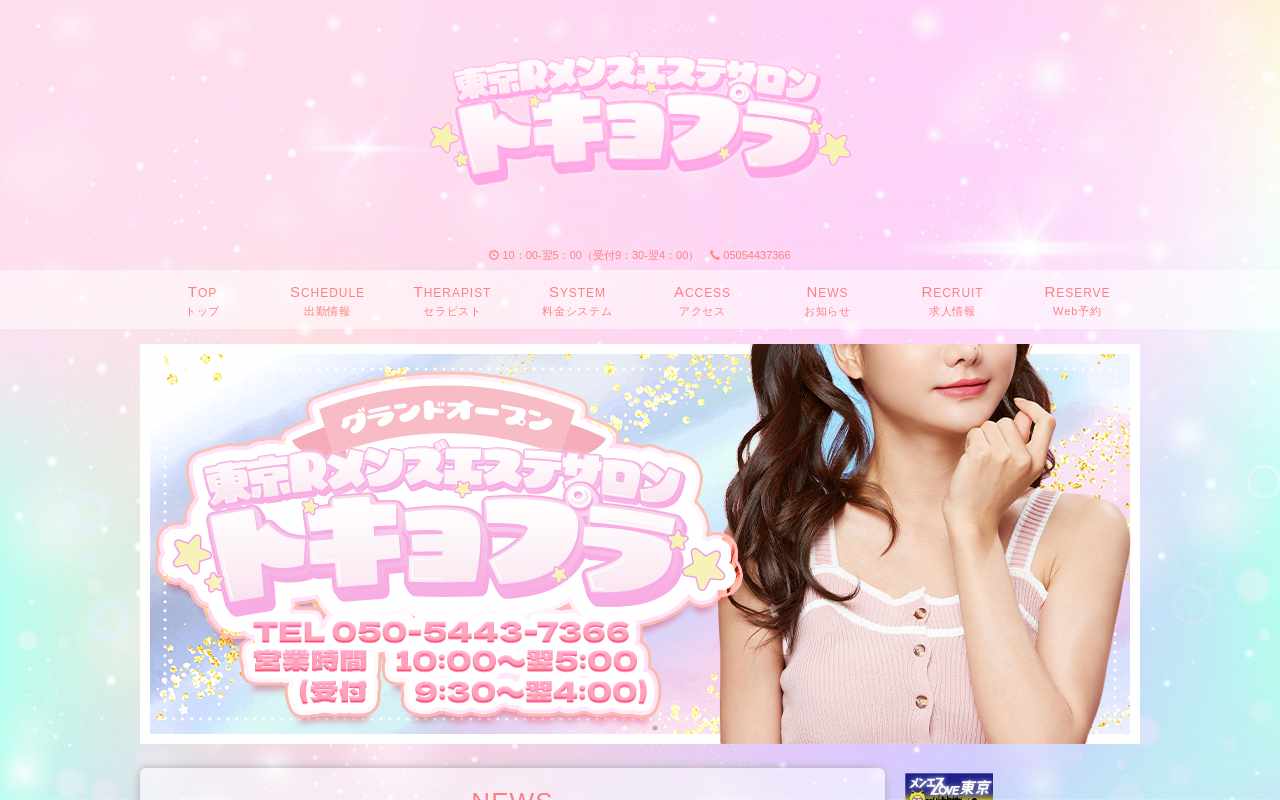 東京Rメンズエステサロン
トキョプラ
10：00-翌5：00（受付9：30-翌4：00） 05054437366
TOP
トップ
SCHEDULE
出勤情報
THERAPIST
セラピスト
SYSTEM
料金システム
ACCESS
アクセス
NEWS
お知らせ
RECRUIT
求人情報
RESERVE
Web予約
グランドオープン
東京Rメンズエステサロン
トキョプラ
TEL 050-5443-7366
営業時間 10:00〜翌5:00
(受付 9:30〜翌4:00)
NEWS
メンエス
LOVE東京